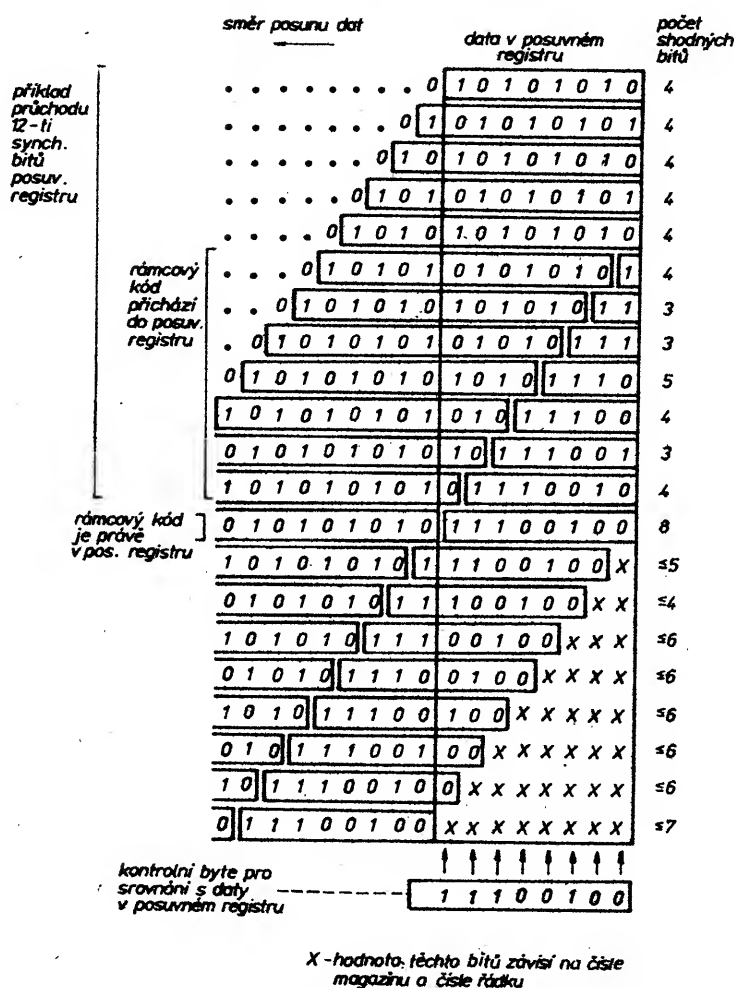 směr posunu dat
data v posuvném
registru
počet
shodných
bitů
příklad
průchodu
12-ti
synch.
bitů
posuv.
registru
rámcový
kód
přichází
do posuv.
registru
rámcový kód
je právě
v pos. registru
. . . . . . . . 0 1 0 1 0 1 0 1 0 4
. . . . . . . 0 1 0 1 0 1 0 1 0 1 4
. . . . . . 0 1 0 1 0 1 0 1 0 1 0 4
. . . . . 0 1 0 1 0 1 0 1 0 1 0 1 4
. . . . 0 1 0 1 0 1 0 1 0 1 0 1 0 4
. . . 0 1 0 1 0 1 0 1 0 1 0 1 0 1 4
. . 0 1 0 1 0 1 0 1 0 1 0 1 0 1 1 3
. 0 1 0 1 0 1 0 1 0 1 0 1 0 1 1 1 3
0 1 0 1 0 1 0 1 0 1 0 1 0 1 1 1 0 5
1 0 1 0 1 0 1 0 1 0 1 0 1 1 1 0 0 4
0 1 0 1 0 1 0 1 0 1 0 1 1 1 0 0 1 3
1 0 1 0 1 0 1 0 1 0 1 1 1 0 0 1 0 4
0 1 0 1 0 1 0 1 0 1 1 1 0 0 1 0 0 8
1 0 1 0 1 0 1 0 1 1 1 0 0 1 0 0 X ≤5
0 1 0 1 0 1 0 1 1 1 0 0 1 0 0 X X ≤4
1 0 1 0 1 0 1 1 1 0 0 1 0 0 X X X ≤6
0 1 0 1 0 1 1 1 0 0 1 0 0 X X X X ≤6
1 0 1 0 1 1 1 0 0 1 0 0 X X X X X ≤6
0 1 0 1 1 1 0 0 1 0 0 X X X X X X ≤6
1 0 1 1 1 0 0 1 0 0 X X X X X X X ≤6
0 1 1 1 0 0 1 0 0 X X X X X X X X ≤7
kontrolní byte pro
srovnání s daty
v posuvném registru
1 1 1 0 0 1 0 0
X - hodnota těchto bitů závisí na čísle
magazinu a čísle řádku